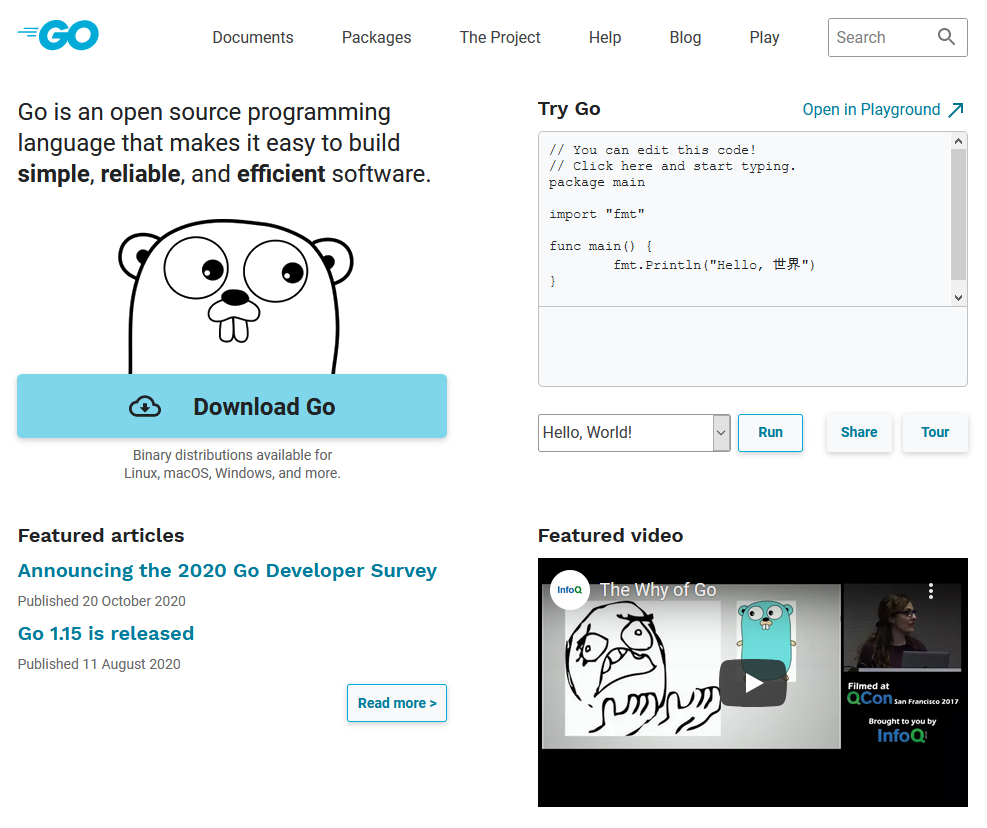 GO
Documents
Packages
The Project
Help
Blog
Play
Search
Go is an open source programming
language that makes it easy to build
simple, reliable, and efficient software.
Download Go
Binary distributions available for
Linux, macOS, Windows, and more.
Try Go
Open in Playground
// You can edit this code!
// Click here and start typing.
package main
import "fmt"
func main() {
fmt.Println("Hello, 世界")
}
Hello, World!
Run
Share
Tour
Featured articles
Announcing the 2020 Go Developer Survey
Published 20 October 2020
Go 1.15 is released
Published 11 August 2020
Read more >
Featured video
InfoQ
The Why of Go
Filmed at
QCon San Francisco 2017
Brought to you by
InfoQ